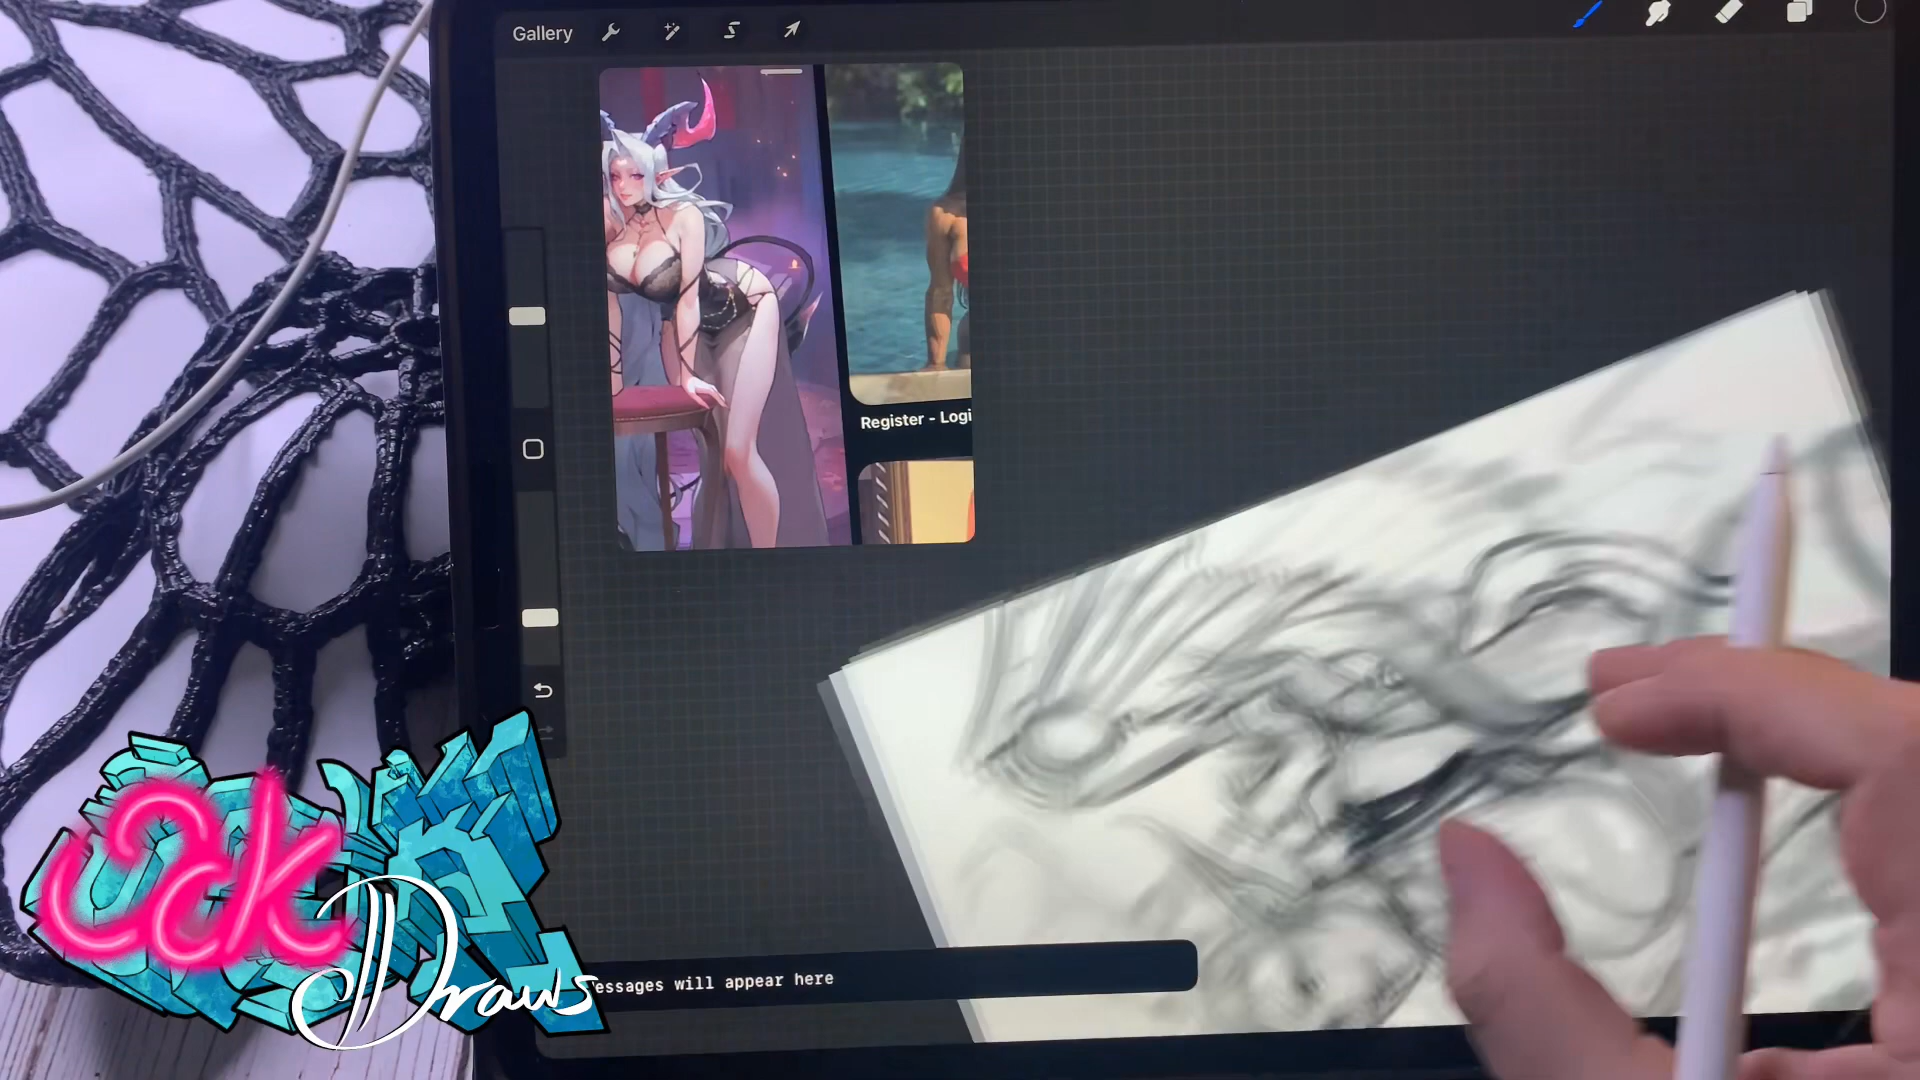 Gallery
Register - Logi
essages will appear here
Draws